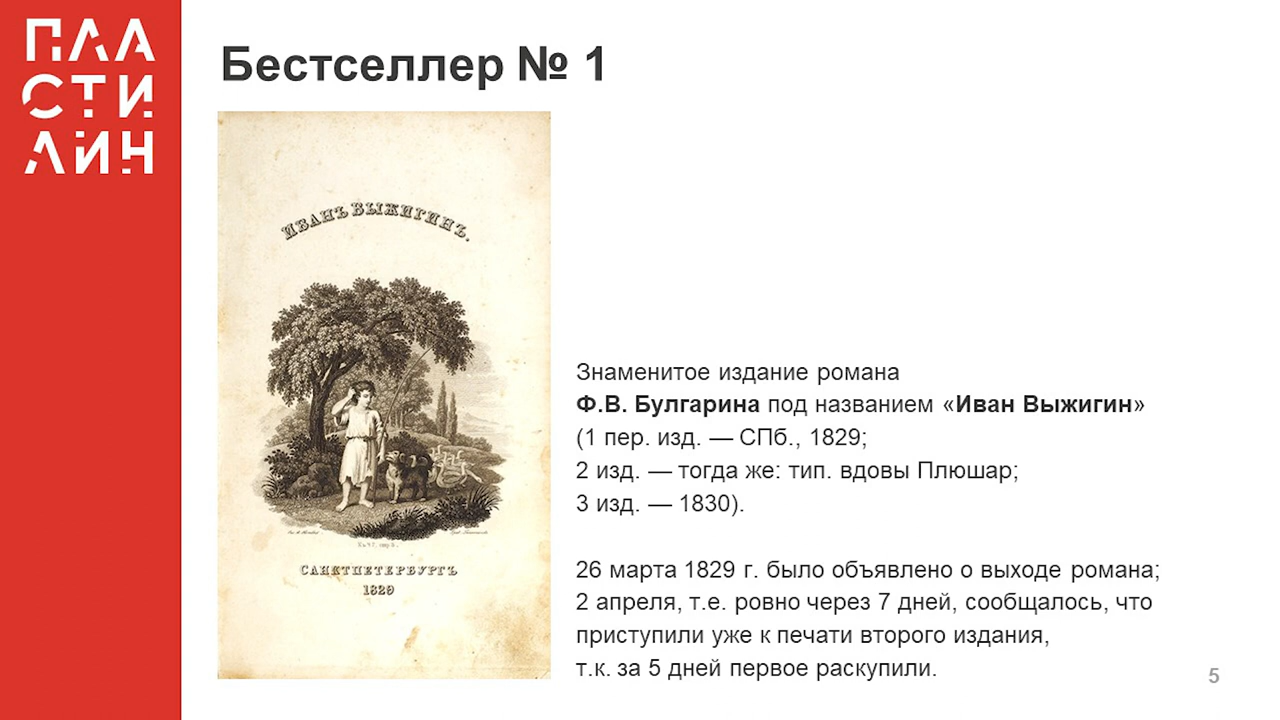 ПЛА
СТИ
ЛИН
Бестселлер № 1
ИВАНЪ ВЫЖИГИНЪ.
САНКТПЕТЕРБУРГЪ
1829
Знаменитое издание романа
Ф.В. Булгарина под названием «Иван Выжигин»
(1 пер. изд. — СПб., 1829;
2 изд. — тогда же: тип. вдовы Плюшар;
3 изд. — 1830).
26 марта 1829 г. было объявлено о выходе романа;
2 апреля, т.е. ровно через 7 дней, сообщалось, что
приступили уже к печати второго издания,
т.к. за 5 дней первое раскупили.
5